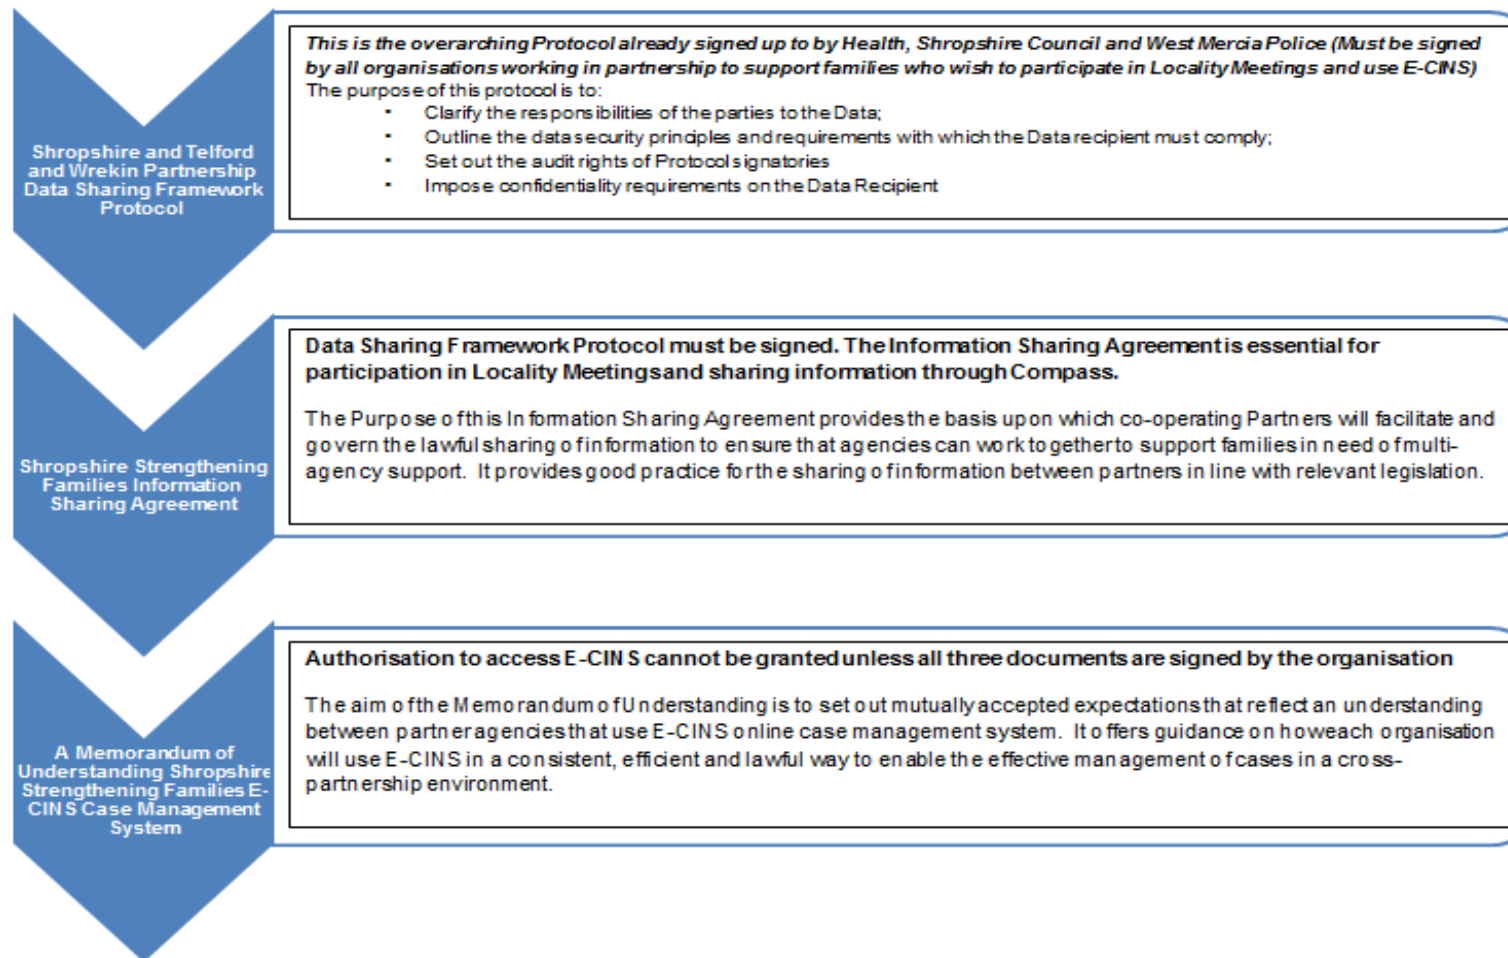 Shropshire and Telford
and Wrekin Partnership
Data Sharing Framework
Protocol
This is the overarching Protocol already signed up to by Health, Shropshire Council and West Mercia Police (Must be signed
by all organisations working in partnership to support families who wish to participate in Locality Meetings and use E-CINS)
The purpose of this protocol is to:
▪ Clarify the responsibilities of the parties to the Data;
▪ Outline the data security principles and requirements with which the Data recipient must comply;
▪ Set out the audit rights of Protocol signatories
▪ Impose confidentiality requirements on the Data Recipient
Shropshire Strengthening
Families Information
Sharing Agreement
Data Sharing Framework Protocol must be signed. The Information Sharing Agreement is essential for
participation in Locality Meetings and sharing information through Compass.
The Purpose of this Information Sharing Agreement provides the basis upon which co-operating Partners will facilitate and
govern the lawful sharing of information to ensure that agencies can work together to support families in need of multi-
agency support. It provides good practice for the sharing of information between partners in line with relevant legislation.
A Memorandum of
Understanding Shropshire
Strengthening Families E-
CINS Case Management
System
Authorisation to access E-CINS cannot be granted unless all three documents are signed by the organisation
The aim of the Memorandum of Understanding is to set out mutually accepted expectations that reflect an understanding
between partner agencies that use E-CINS online case management system. It offers guidance on how each organisation
will use E-CINS in a consistent, efficient and lawful way to enable the effective management of cases in a cross-
partnership environment.